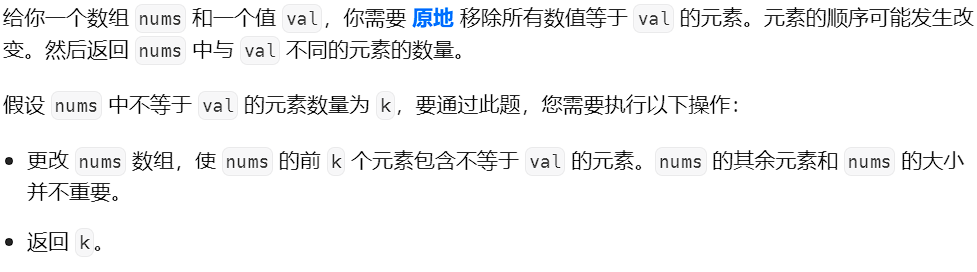 给你一个数组 nums 和一个值 val，你需要 原地 移除所有数值等于 val 的元素。元素的顺序可能发生改
变。然后返回 nums 中与 val 不同的元素的数量。
假设 nums 中不等于 val 的元素数量为 k，要通过此题，您需要执行以下操作：
• 更改 nums 数组，使 nums 的前 k 个元素包含不等于 val 的元素。nums 的其余元素和 nums 的大小
并不重要。
• 返回 k。